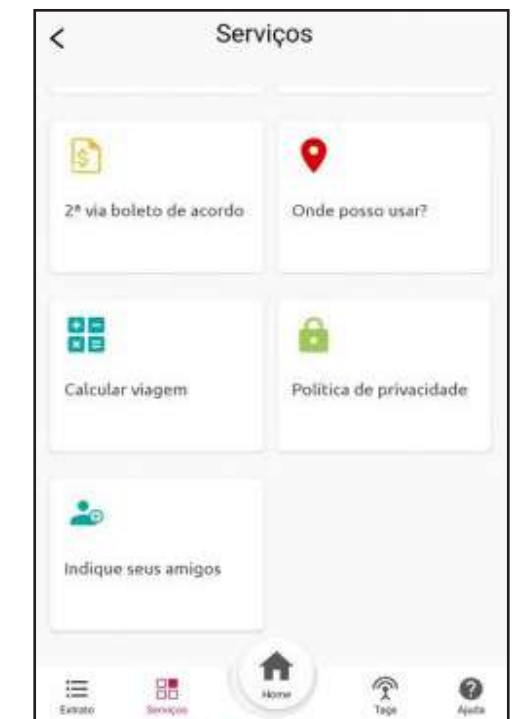 Serviços
2ª via boleto de acordo
Onde posso usar?
Calcular viagem
Política de privacidade
Indique seus amigos
Extrato
Serviços
Home
Tags
Ajuda